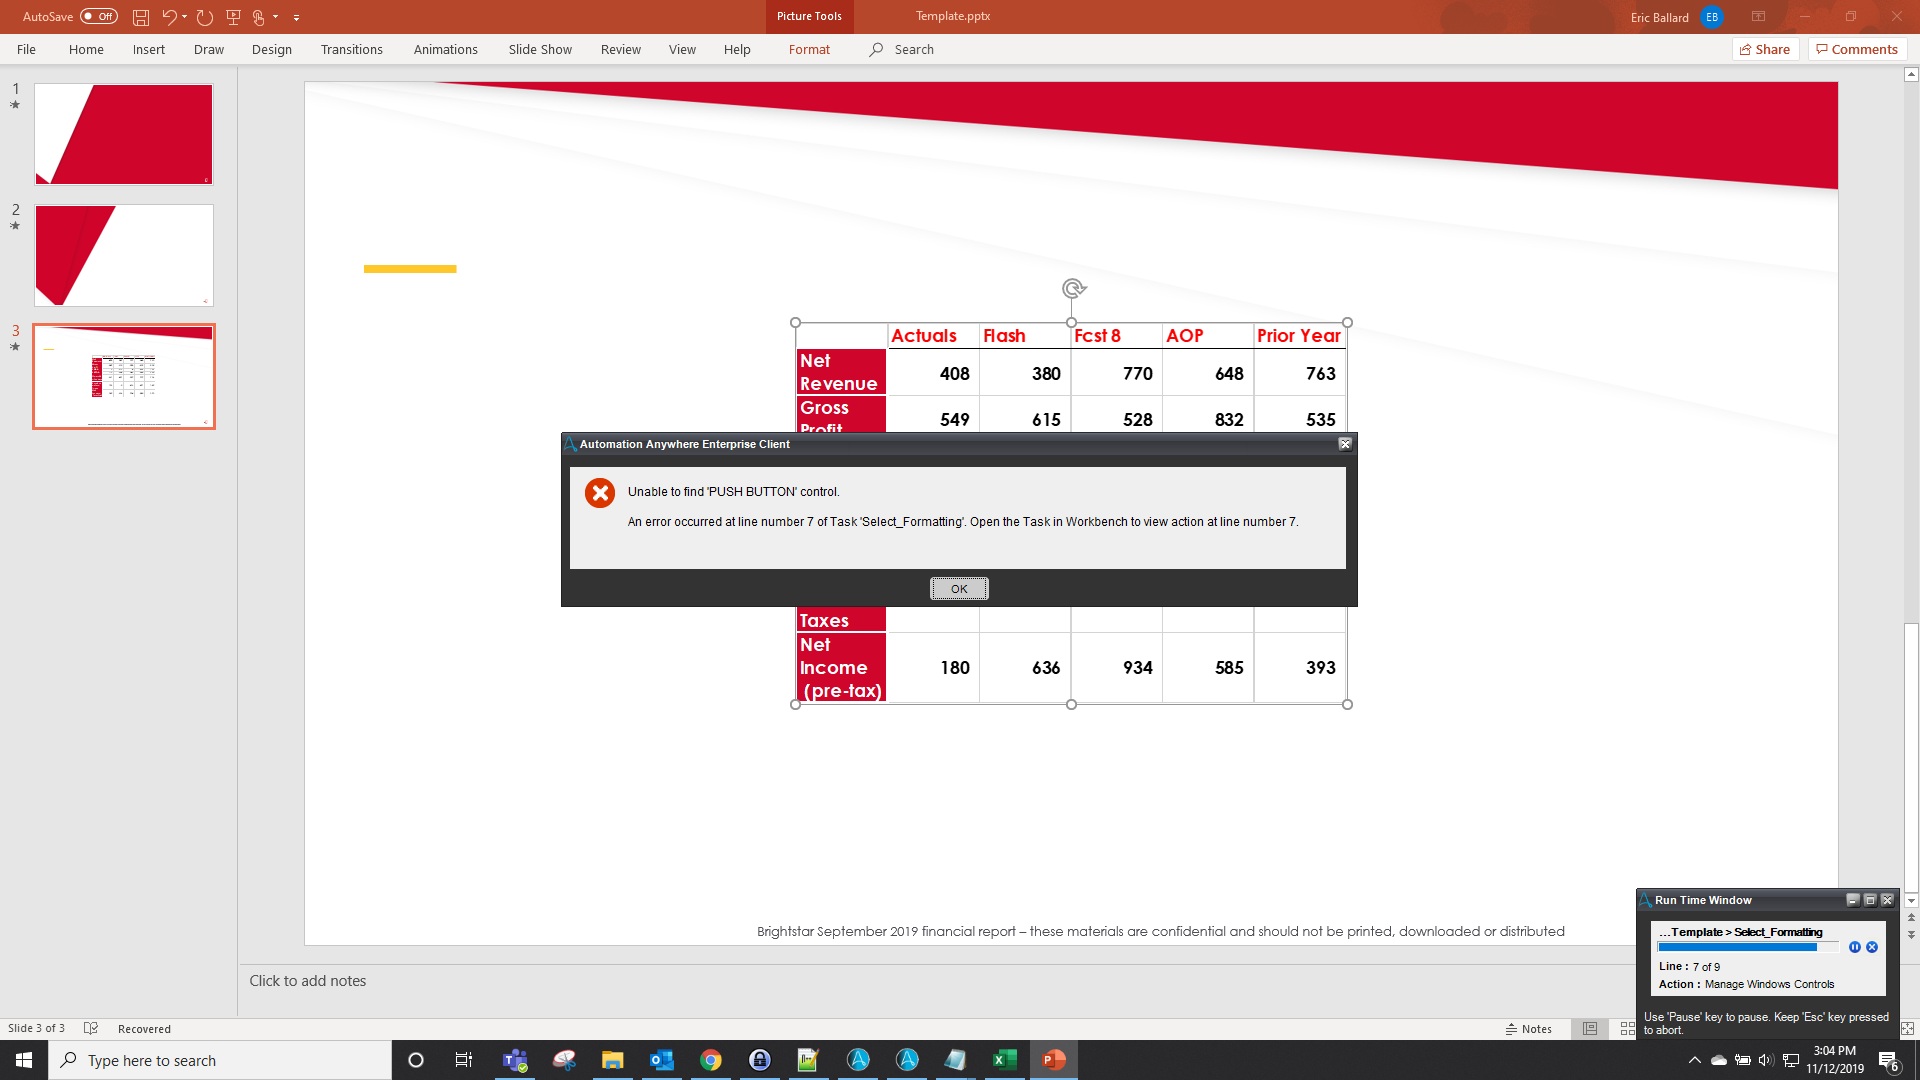 AutoSave Off
Picture Tools
Template.pptx
Eric Ballard EB
File Home Insert Draw Design Transitions Animations Slide Show Review View Help Format Search
Share Comments
1
2
3
Actuals Flash Fcst 8 AOP Prior Year
Net
Revenue 408 380 770 648 763
Gross
Profit 549 615 528 832 535
Automation Anywhere Enterprise Client
Unable to find 'PUSH BUTTON' control.
An error occurred at line number 7 of Task 'Select_Formatting'. Open the Task in Workbench to view action at line number 7.
OK
Taxes
Net
Income 180 636 934 585 393
(pre-tax)
Brightstar September 2019 financial report – these materials are confidential and should not be printed, downloaded or distributed
Click to add notes
Run Time Window
...Template > Select_Formatting
Line : 7 of 9
Action : Manage Windows Controls
Use 'Pause' key to pause. Keep 'Esc' key pressed
to abort.
Slide 3 of 3 Recovered
Notes
Type here to search
3:04 PM
11/12/2019
6